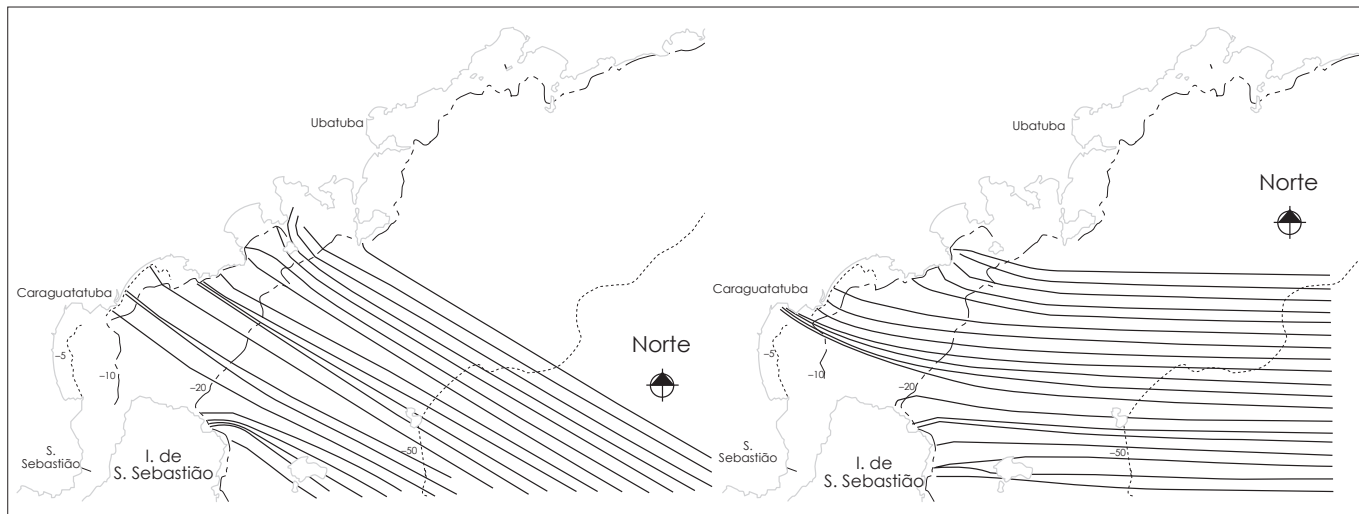 Ubatuba
Caraguatatuba
–5
–10
–20
–50
Norte
S.
Sebastião
I. de
S. Sebastião
Ubatuba
Norte
Caraguatatuba
–5
–10
–20
–50
S.
Sebastião
I. de
S. Sebastião